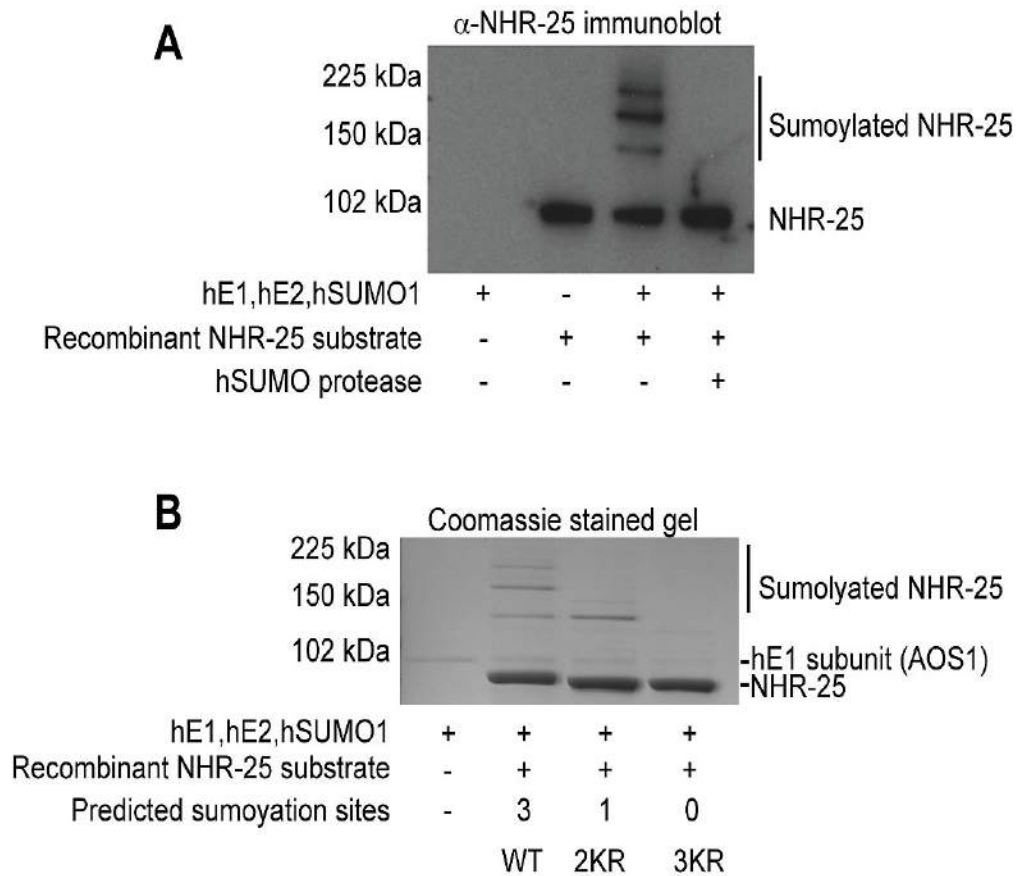 A
α-NHR-25 immunoblot
225 kDa
150 kDa
102 kDa
Sumoylated NHR-25
NHR-25
hE1,hE2,hSUMO1 + - + +
Recombinant NHR-25 substrate - + + +
hSUMO protease - - - +
B
Coomassie stained gel
225 kDa
150 kDa
102 kDa
Sumolyated NHR-25
-hE1 subunit (AOS1)
-NHR-25
hE1,hE2,hSUMO1 + + + +
Recombinant NHR-25 substrate - + + +
Predicted sumoyation sites - 3 1 0
WT 2KR 3KR